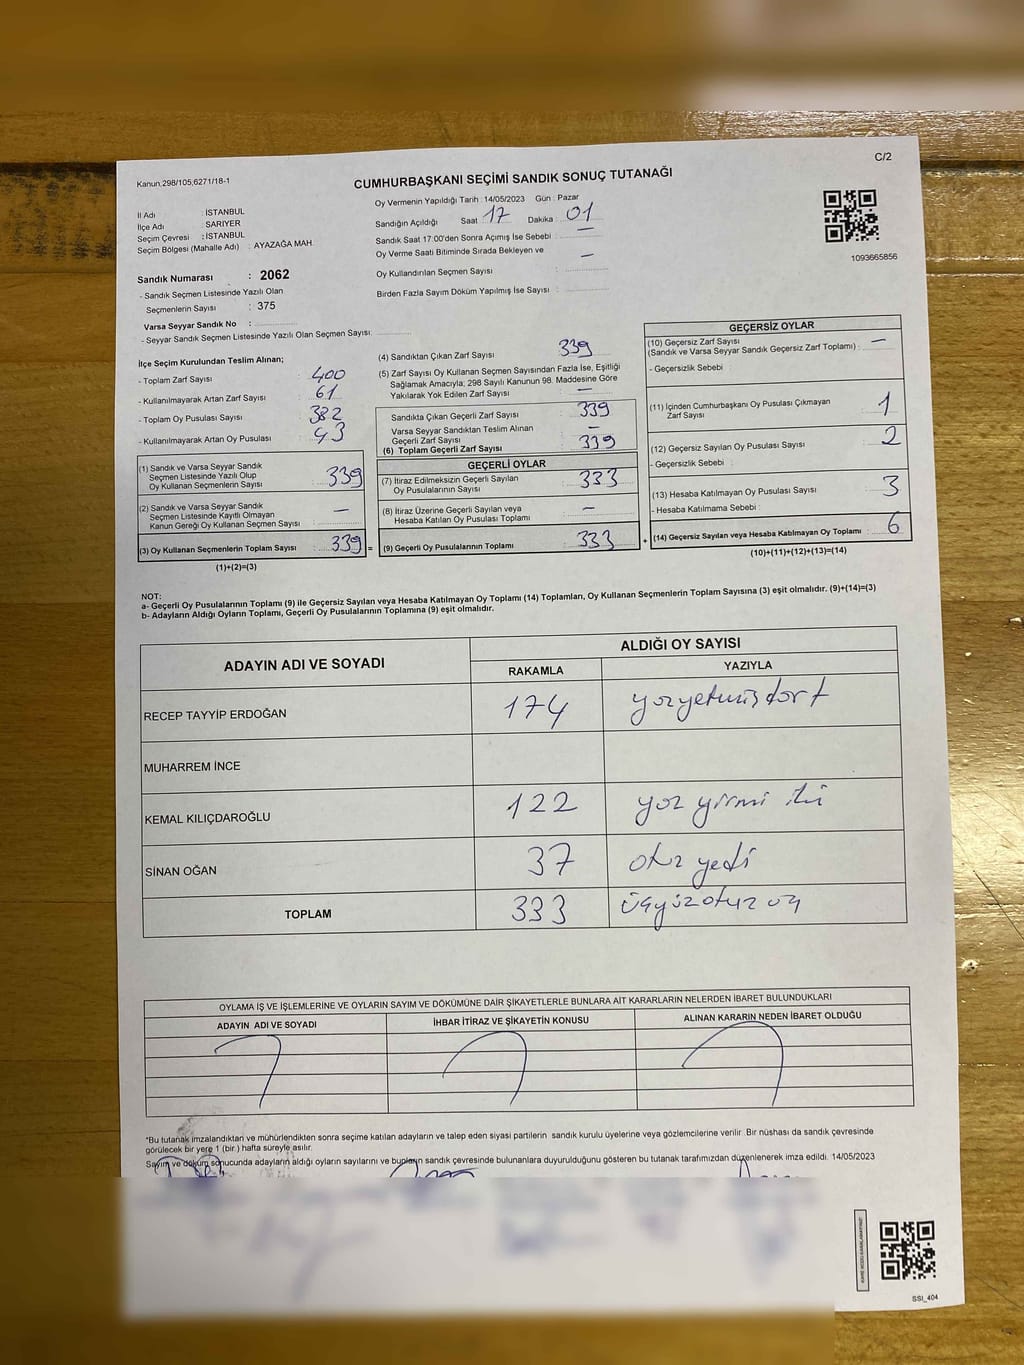 C/2
Kanun;298/105;6271/18-1
CUMHURBAŞKANI SEÇİMİ SANDIK SONUÇ TUTANAĞI
İl Adı : İSTANBUL
İlçe Adı : SARIYER
Seçim Çevresi : İSTANBUL
Seçim Bölgesi (Mahalle Adı) : AYAZAĞA MAH.
Sandık Numarası : 2062
- Sandık Seçmen Listesinde Yazılı Olan
Seçmenlerin Sayısı : 375
Varsa Seyyar Sandık No :
- Seyyar Sandık Seçmen Listesinde Yazılı Olan Seçmen Sayısı:
Oy Vermenin Yapıldığı Tarih : 14/05/2023 Gün : Pazar
Sandığın Açıldığı Saat 17 Dakika : 01
Sandık Saat 17:00'den Sonra Açımış İse Sebebi : —
Oy Verme Saati Bitiminde Sırada Bekleyen ve
Oy Kullandırılan Seçmen Sayısı : —
Birden Fazla Sayım Döküm Yapılmış İse Sayısı :
1093665856
İlçe Seçim Kurulundan Teslim Alınan;
- Toplam Zarf Sayısı : 400
- Kullanılmayarak Artan Zarf Sayısı : 61
- Toplam Oy Pusulası Sayısı : 382
- Kullanılmayarak Artan Oy Pusulası : 43
(1) Sandık ve Varsa Seyyar Sandık
Seçmen Listesinde Yazılı Olup
Oy Kullanan Seçmenlerin Sayısı : 339
(2) Sandık ve Varsa Seyyar Sandık
Seçmen Listesinde Kayıtlı Olmayan
Kanun Gereği Oy Kullanan Seçmen Sayısı : —
(3) Oy Kullanan Seçmenlerin Toplam Sayısı : 339 =
(1)+(2)=(3)
(4) Sandıktan Çıkan Zarf Sayısı : 339
(5) Zarf Sayısı Oy Kullanan Seçmen Sayısından Fazla İse, Eşitliği
Sağlamak Amacıyla; 298 Sayılı Kanunun 98. Maddesine Göre
Yakılarak Yok Edilen Zarf Sayısı : —
Sandıkta Çıkan Geçerli Zarf Sayısı : 339
Varsa Seyyar Sandıktan Teslim Alınan
Geçerli Zarf Sayısı : —
(6) Toplam Geçerli Zarf Sayısı : 339
GEÇERLİ OYLAR
(7) İtiraz Edilmeksizin Geçerli Sayılan
Oy Pusulalarının Sayısı : 333
(8) İtiraz Üzerine Geçerli Sayılan veya
Hesaba Katılan Oy Pusulası Toplamı : —
(9) Geçerli Oy Pusulalarının Toplamı : 333 +
GEÇERSİZ OYLAR
(10) Geçersiz Zarf Sayısı
(Sandık ve Varsa Seyyar Sandık Geçersiz Zarf Toplamı) : —
- Geçersizlik Sebebi :
(11) İçinden Cumhurbaşkanı Oy Pusulası Çıkmayan
Zarf Sayısı : 1
(12) Geçersiz Sayılan Oy Pusulası Sayısı : 2
- Geçersizlik Sebebi :
(13) Hesaba Katılmayan Oy Pusulası Sayısı : 3
- Hesaba Katılmama Sebebi :
(14) Geçersiz Sayılan veya Hesaba Katılmayan Oy Toplamı : 6
(10)+(11)+(12)+(13)=(14)
NOT:
a- Geçerli Oy Pusulalarının Toplamı (9) ile Geçersiz Sayılan veya Hesaba Katılmayan Oy Toplamı (14) Toplamları, Oy Kullanan Seçmenlerin Toplam Sayısına (3) eşit olmalıdır. (9)+(14)=(3)
b- Adayların Aldığı Oyların Toplamı, Geçerli Oy Pusulalarının Toplamına (9) eşit olmalıdır.
ADAYIN ADI VE SOYADI ALDIĞI OY SAYISI
RAKAMLA YAZIYLA
RECEP TAYYİP ERDOĞAN 174 yozyetmişdort
MUHARREM İNCE
KEMAL KILIÇDAROĞLU 122 yoz yirmi iki
SİNAN OĞAN 37 otuz yedi
TOPLAM 333 üçyüzotuz üç
OYLAMA İŞ VE İŞLEMLERİNE VE OYLARIN SAYIM VE DÖKÜMÜNE DAİR ŞİKAYETLERLE BUNLARA AİT KARARLARIN NELERDEN İBARET BULUNDUKLARI
ADAYIN ADI VE SOYADI İHBAR İTİRAZ VE ŞİKAYETİN KONUSU ALINAN KARARIN NEDEN İBARET OLDUĞU
*Bu tutanak imzalandıktan ve mühürlendikten sonra seçime katılan adayların ve talep eden siyasi partilerin sandık kurulu üyelerine veya gözlemcilerine verilir. Bir nüshası da sandık çevresinde
görülecek bir yere 1 (bir ) hafta süreyle asılır.
Sayım ve döküm sonucunda adayların aldığı oyların sayılarını ve bunların sandık çevresinde bulunanlara duyurulduğunu gösteren bu tutanak tarafımızdan düzenlenerek imza edildi. 14/05/2023
SSI_404